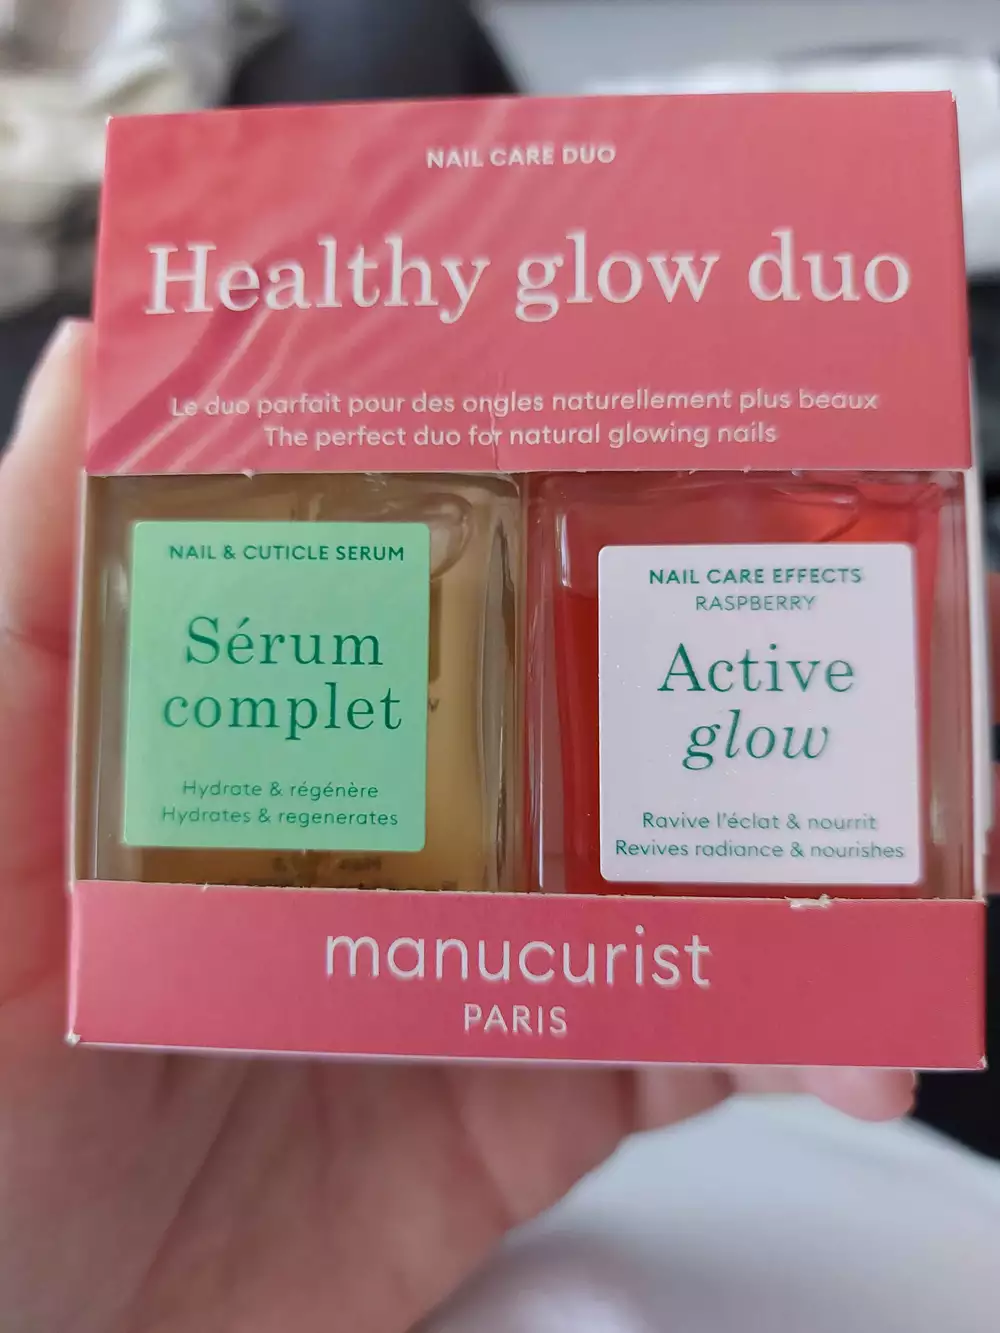 NAIL CARE DUO
Healthy glow duo
Le duo parfait pour des ongles naturellement plus beaux
The perfect duo for natural glowing nails
NAIL & CUTICLE SERUM
Sérum
complet
Hydrate & régénère
Hydrates & regenerates
NAIL CARE EFFECTS
RASPBERRY
Active
glow
Ravive l'éclat & nourrit
Revives radiance & nourishes
manucurist
PARIS